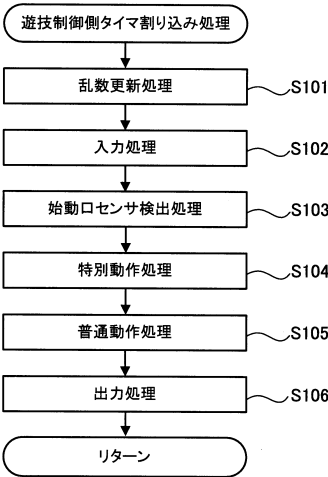 遊技制御側タイマ割り込み処理
乱数更新処理
S101
入力処理
S102
始動口センサ検出処理
S103
特別動作処理
S104
普通動作処理
S105
出力処理
S106
リターン